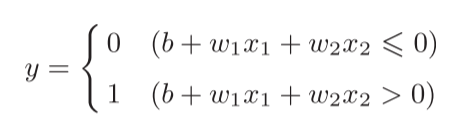 y = { 0 (b + w₁x₁ + w₂x₂ ⩽ 0)
1 (b + w₁x₁ + w₂x₂ > 0)